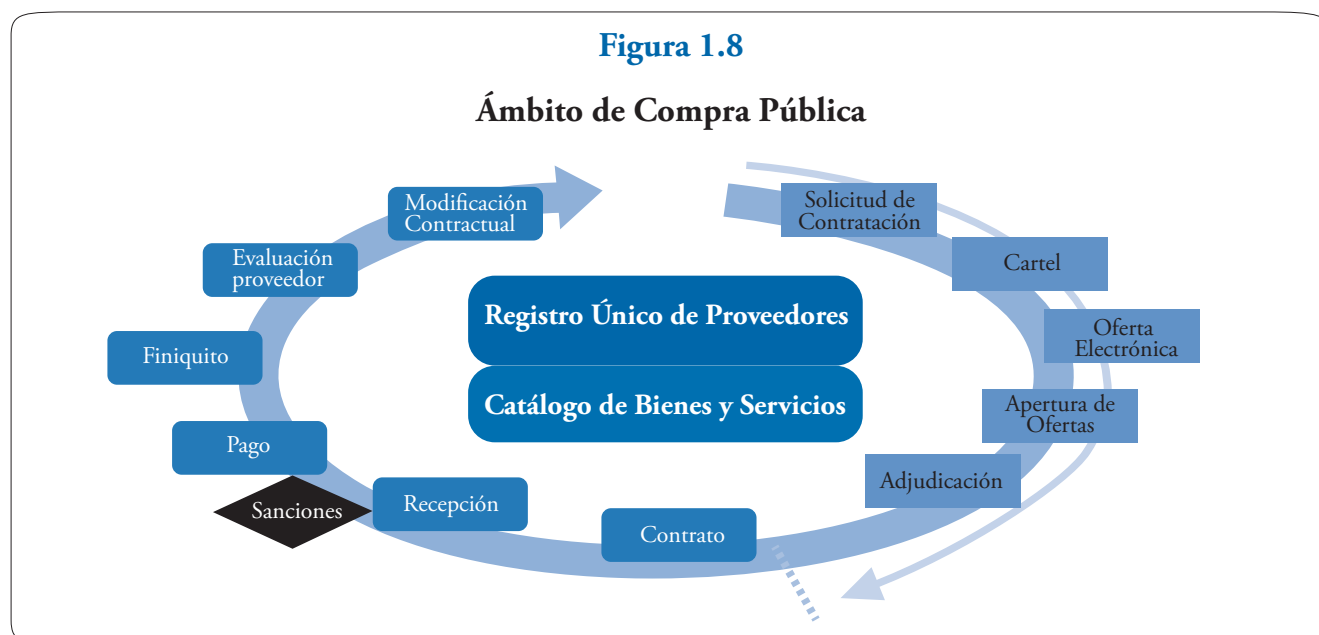 Figura 1.8
Ámbito de Compra Pública
Solicitud de
Contratación
Cartel
Oferta
Electrónica
Apertura de
Ofertas
Adjudicación
Contrato
Recepción
Sanciones
Pago
Finiquito
Evaluación
proveedor
Modificación
Contractual
Registro Único de Proveedores
Catálogo de Bienes y Servicios